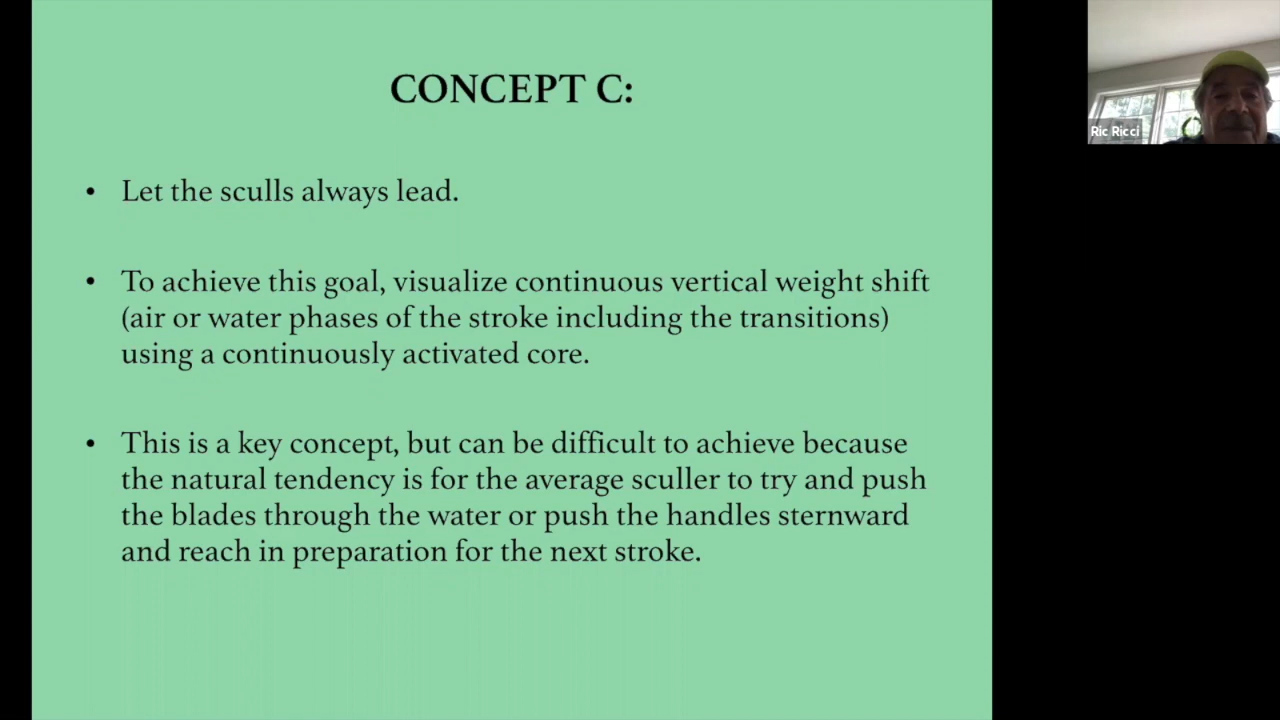 CONCEPT C:
• Let the sculls always lead.
• To achieve this goal, visualize continuous vertical weight shift
(air or water phases of the stroke including the transitions)
using a continuously activated core.
• This is a key concept, but can be difficult to achieve because
the natural tendency is for the average sculler to try and push
the blades through the water or push the handles sternward
and reach in preparation for the next stroke.
Ric Ricci